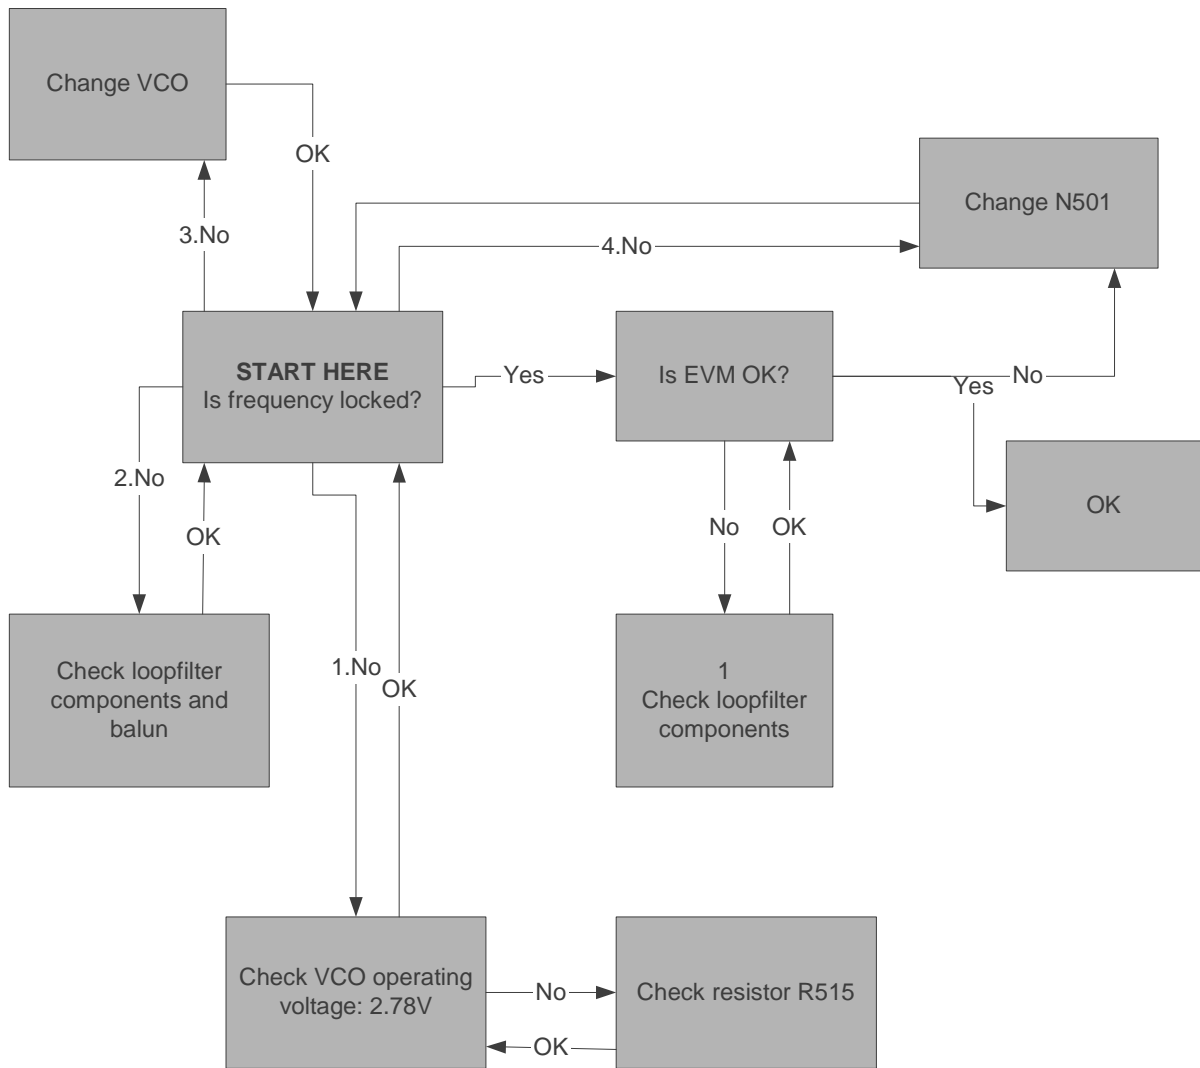 Change VCO
OK
Change N501
3.No
4.No
START HERE
Is frequency locked?
Yes
Is EVM OK?
No
Yes
2.No
OK
No
OK
OK
Check loopfilter
components and
balun
1.No
OK
1
Check loopfilter
components
Check VCO operating
voltage: 2.78V
No
Check resistor R515
OK